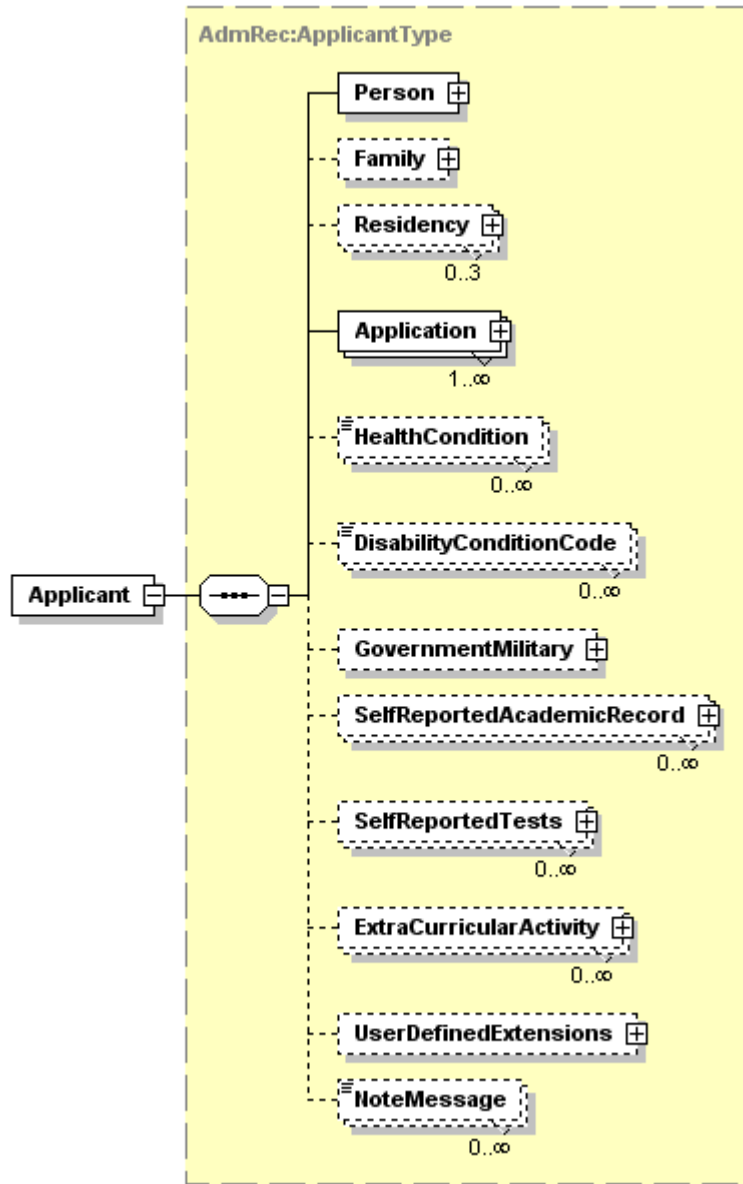 AdmRec:ApplicantType
Person
Family
Residency
0..3
Application
1..∞
HealthCondition
0..∞
DisabilityConditionCode
0..∞
Applicant
GovernmentMilitary
SelfReportedAcademicRecord
0..∞
SelfReportedTests
0..∞
ExtraCurricularActivity
0..∞
UserDefinedExtensions
NoteMessage
0..∞